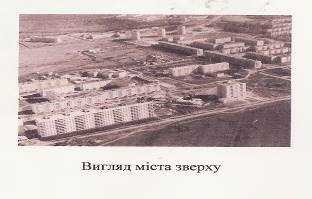 Вигляд міста зверху